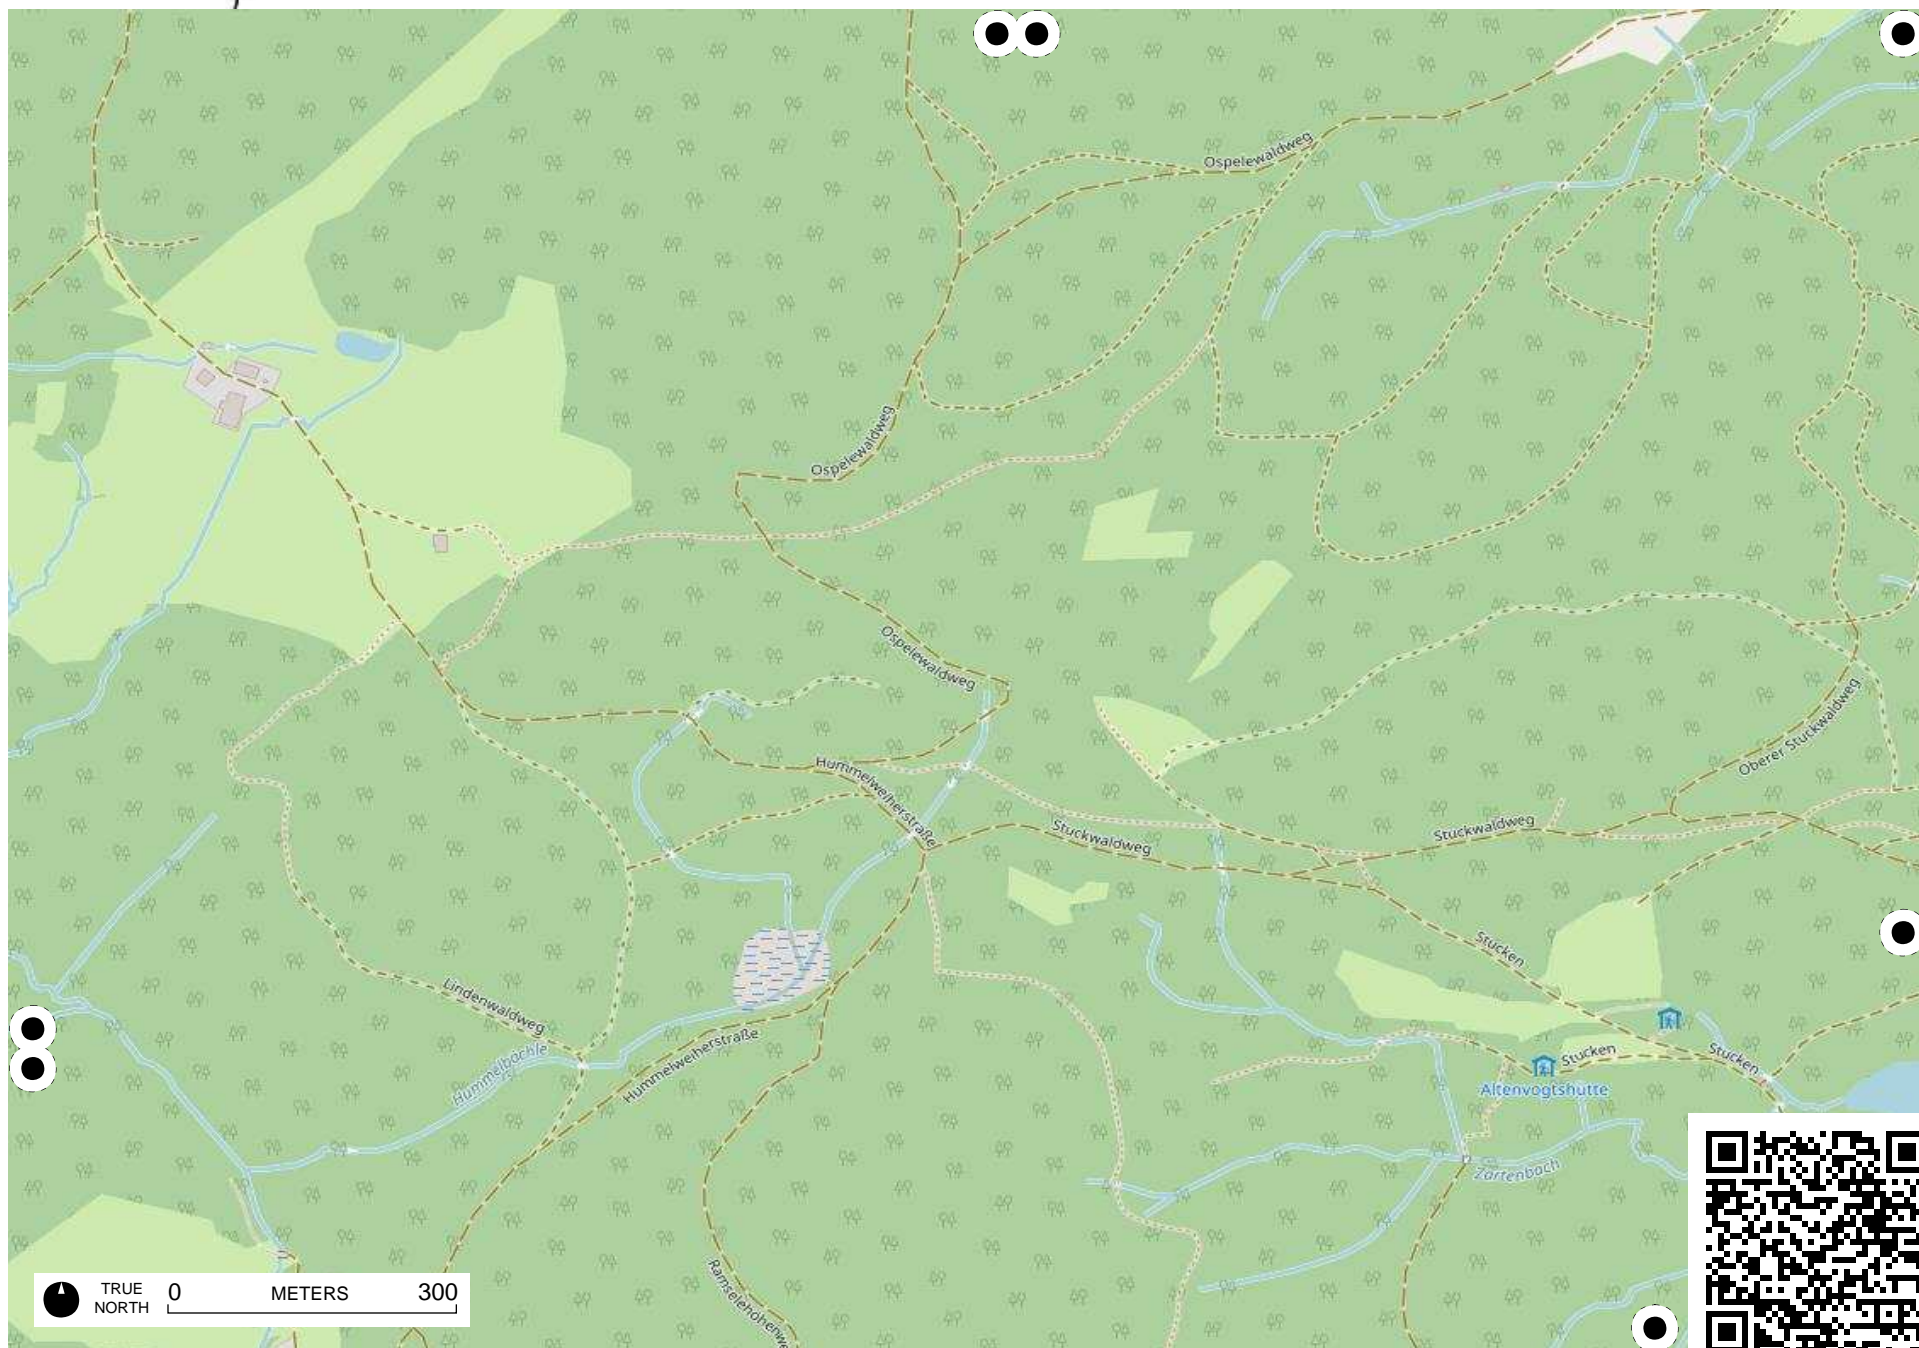 Ospelewaldweg
Ospelewaldweg
Ospelewaldweg
Oberer Stuckwaldweg
Hummelweiherstraße
Stuckwaldweg
Stuckwaldweg
Stucken
Lindenwaldweg
Hummelbächle
Hummelweiherstraße
Stucken
Stucken
Altenvogtshütte
Zartenbach
Ramselehöhenwe
TRUE
NORTH
0 METERS 300